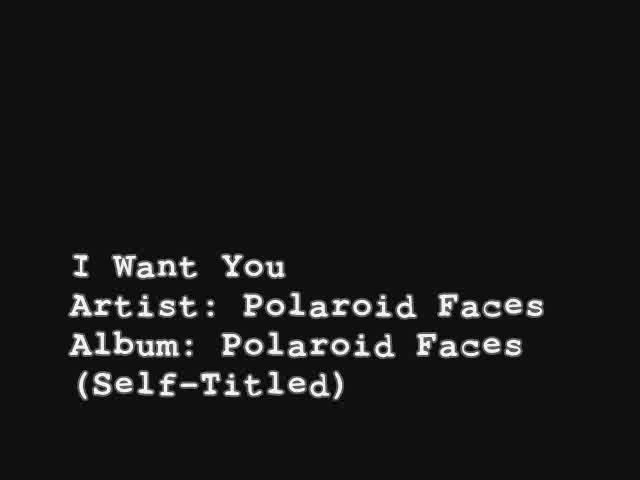 I Want You
Artist: Polaroid Faces
Album: Polaroid Faces
(Self-Titled)